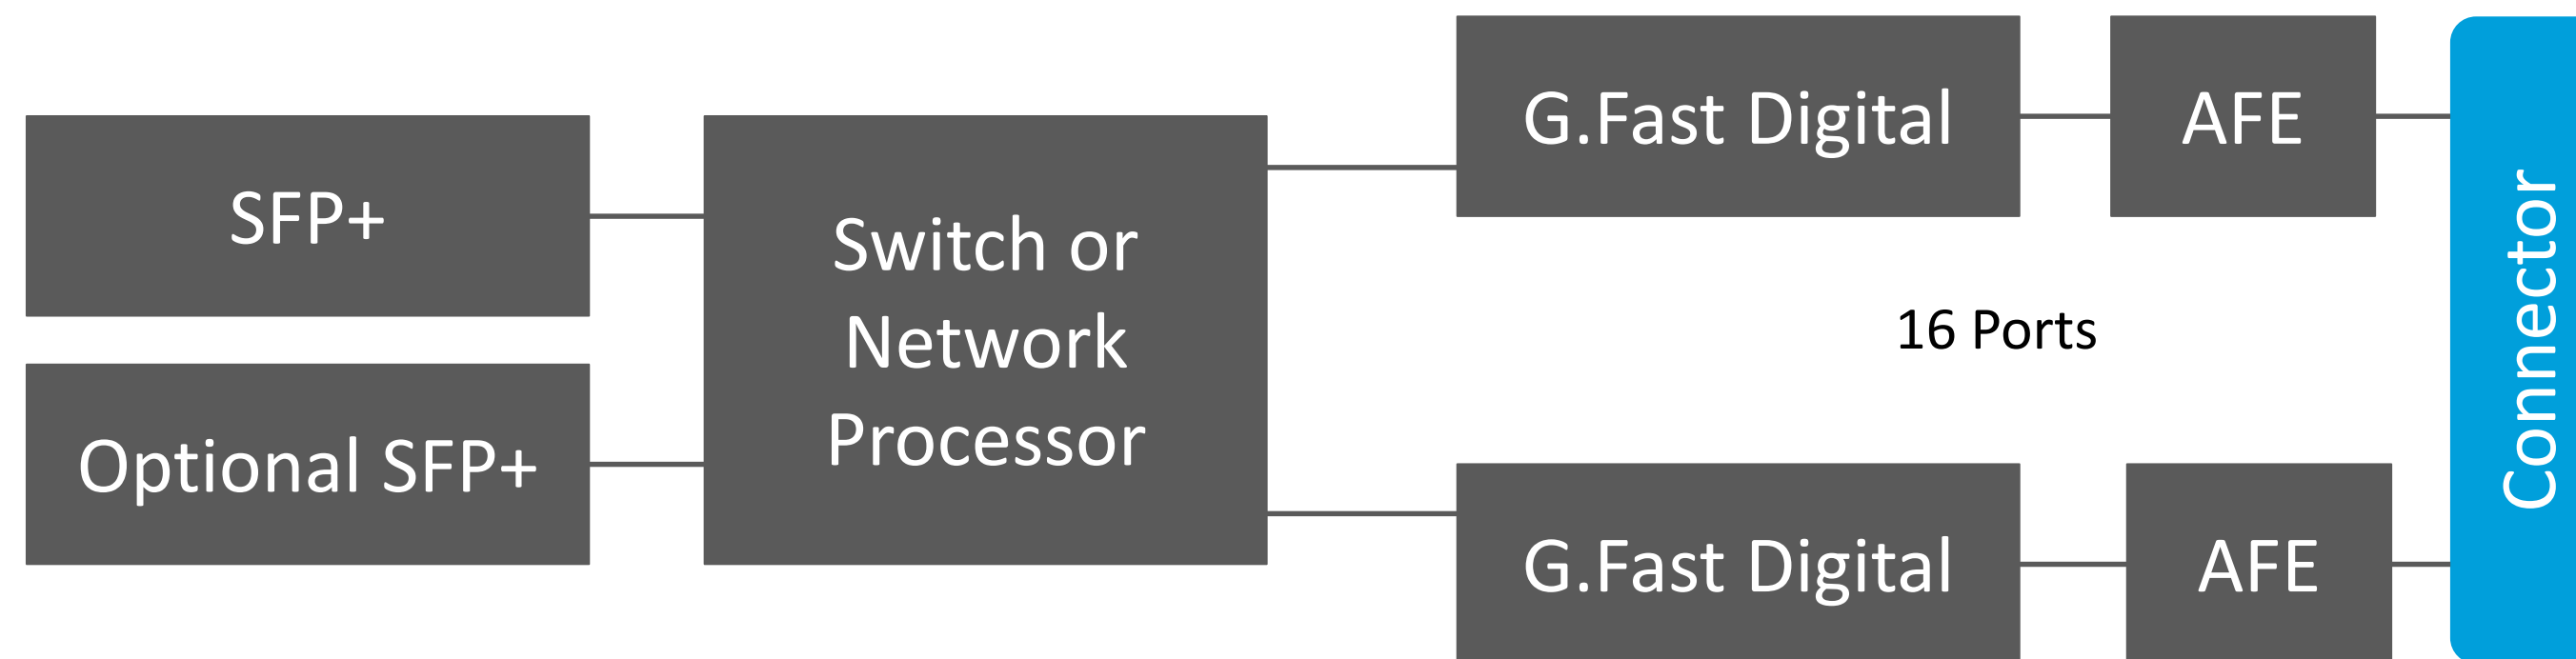 SFP+
Optional SFP+
Switch or
Network
Processor
G.Fast Digital
AFE
16 Ports
G.Fast Digital
AFE
Connector